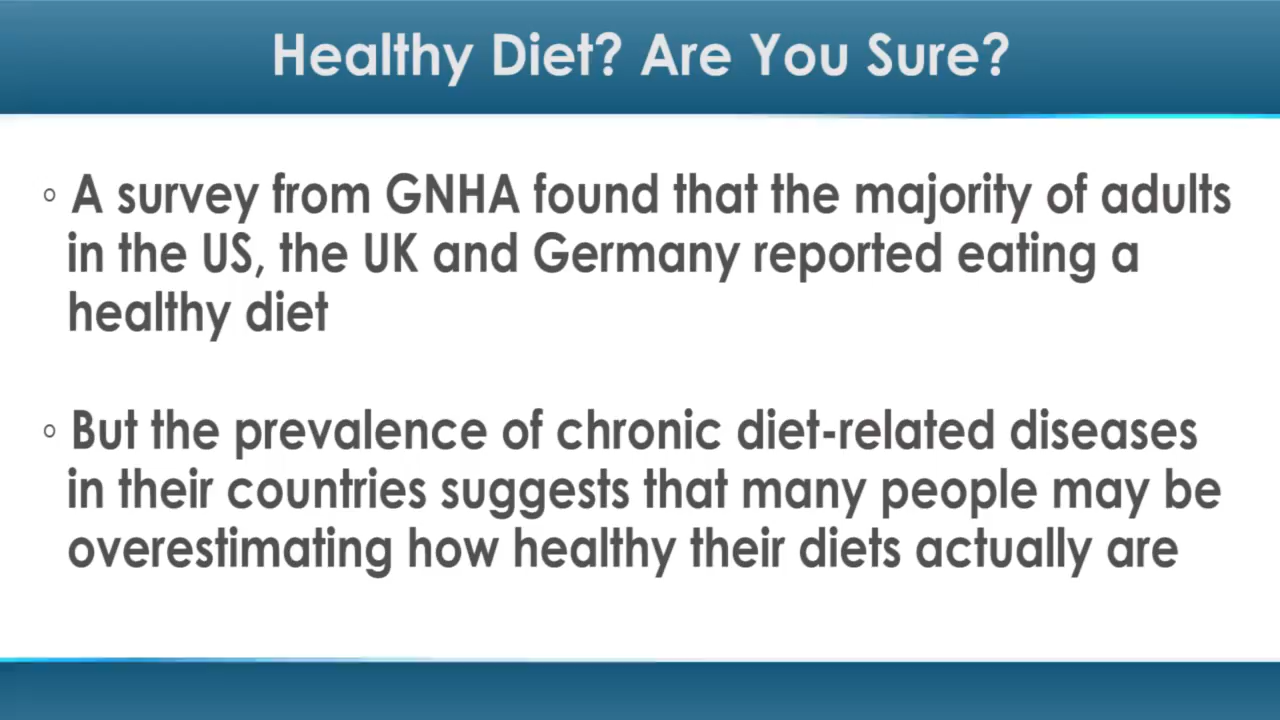 Healthy Diet? Are You Sure?
◦ A survey from GNHA found that the majority of adults
in the US, the UK and Germany reported eating a
healthy diet
◦ But the prevalence of chronic diet-related diseases
in their countries suggests that many people may be
overestimating how healthy their diets actually are